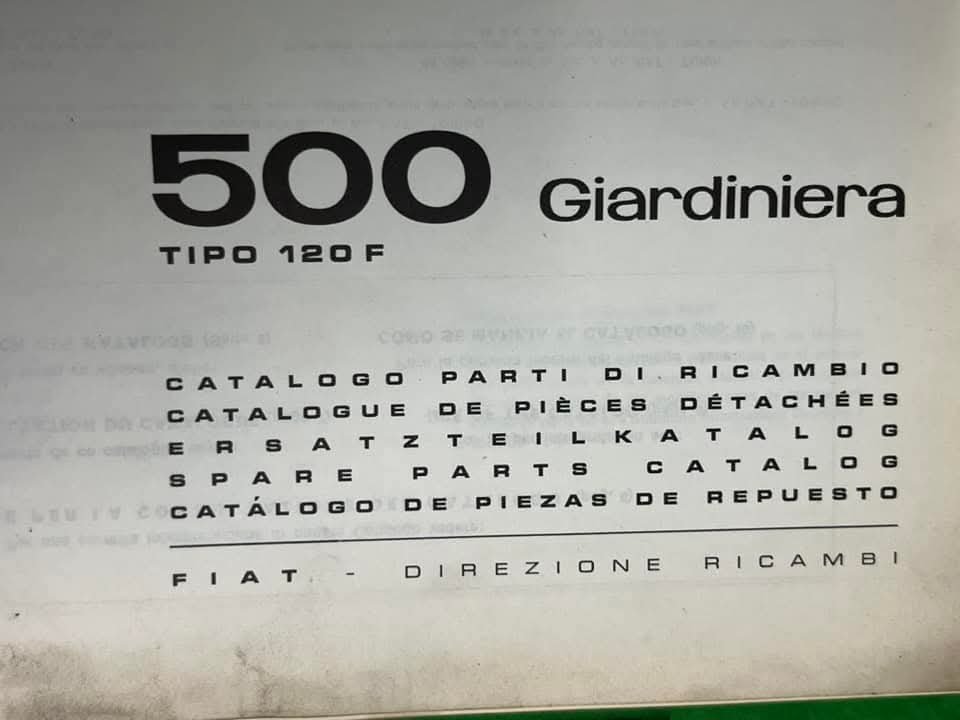 500 Giardiniera
TIPO 120 F
CATALOGO PARTI DI RICAMBIO
CATALOGUE DE PIÈCES DÉTACHÉES
ERSATZTEILKATALOG
SPARE PARTS CATALOG
CATÁLOGO DE PIEZAS DE REPUESTO
FIAT - DIREZIONE RICAMBI